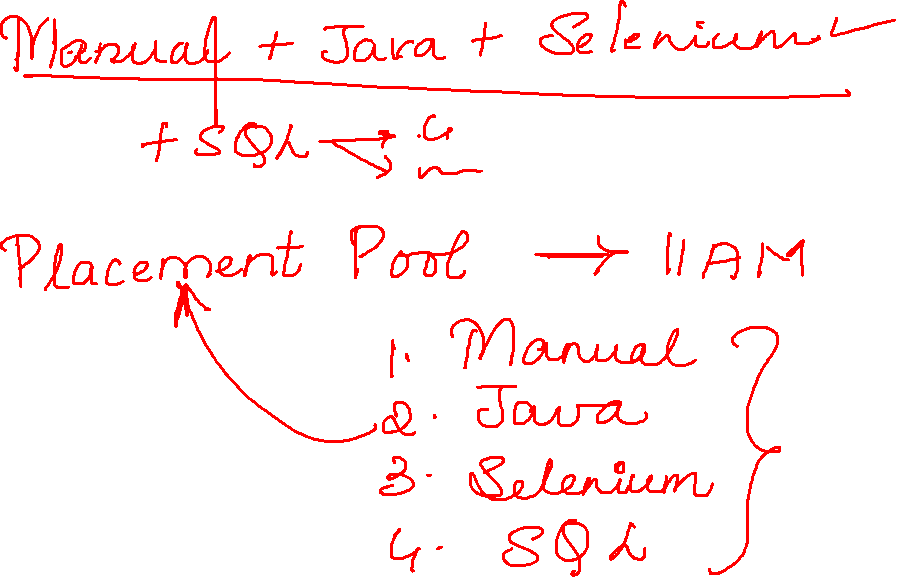 Manual + Java + Selenium
+ SQL
Placement Pool → 11AM
1. Manual
2. Java
3. Selenium
4. SQL